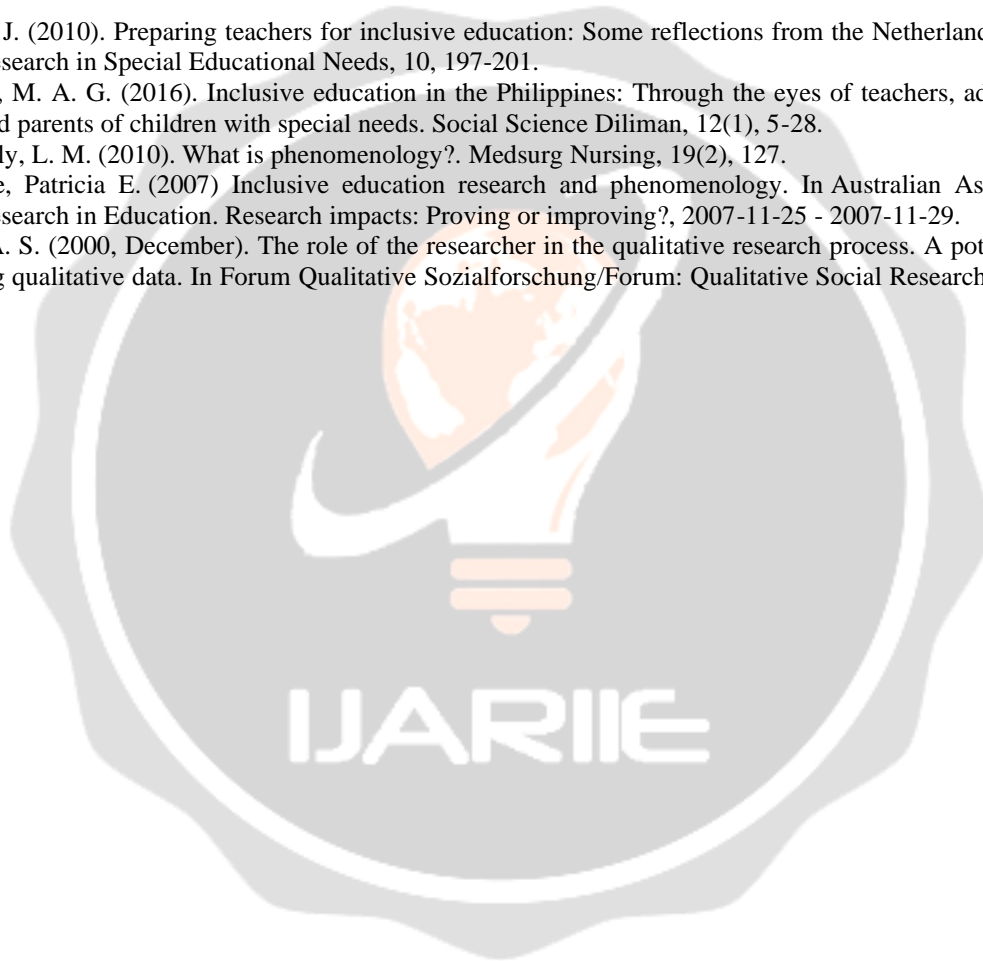 J. (2010). Preparing teachers for inclusive education: Some reflections from the Netherland
search in Special Educational Needs, 10, 197-201.
, M. A. G. (2016). Inclusive education in the Philippines: Through the eyes of teachers, ad
d parents of children with special needs. Social Science Diliman, 12(1), 5-28.
ly, L. M. (2010). What is phenomenology?. Medsurg Nursing, 19(2), 127.
e, Patricia E. (2007) Inclusive education research and phenomenology. In Australian As
search in Education. Research impacts: Proving or improving?, 2007-11-25 - 2007-11-29.
A. S. (2000, December). The role of the researcher in the qualitative research process. A pot
g qualitative data. In Forum Qualitative Sozialforschung/Forum: Qualitative Social Research
IJARIIE